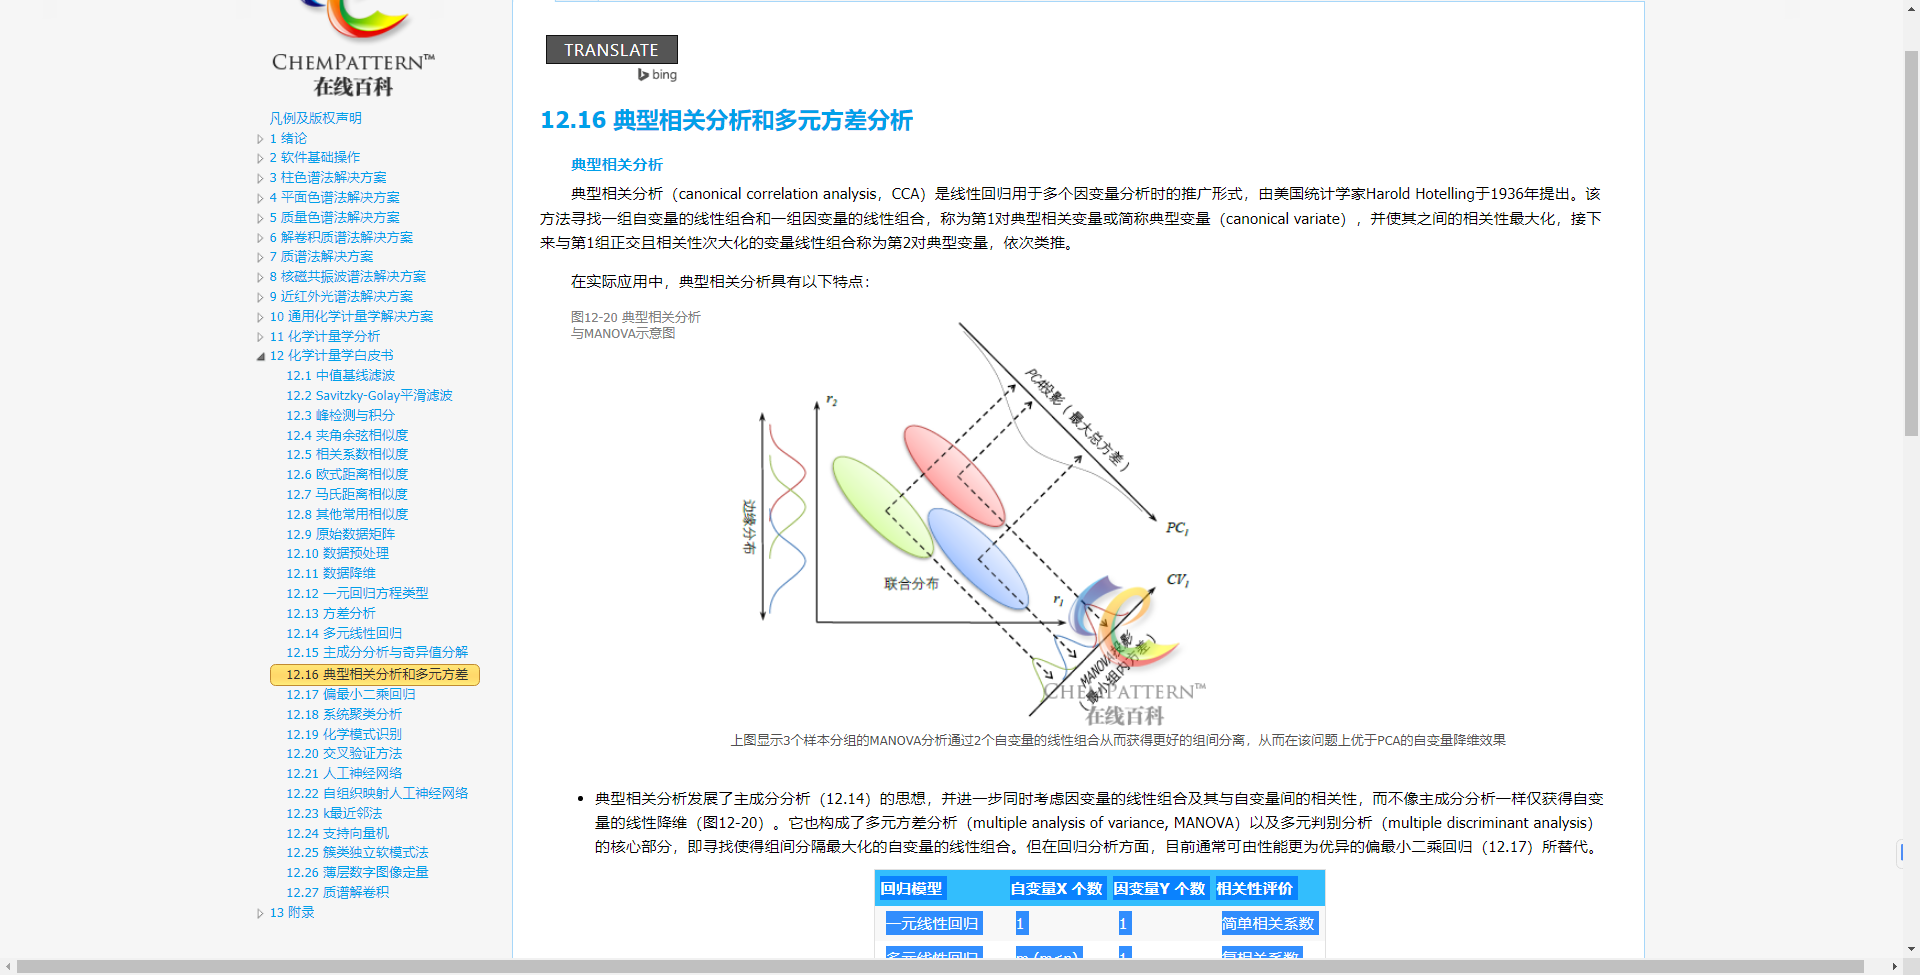 CHEMPATTERN™
在线百科
凡例及版权声明
1 绪论
2 软件基础操作
3 柱色谱法解决方案
4 平面色谱法解决方案
5 质量色谱法解决方案
6 解卷积质谱法解决方案
7 质谱法解决方案
8 核磁共振波谱法解决方案
9 近红外光谱法解决方案
10 通用化学计量学解决方案
11 化学计量学分析
12 化学计量学白皮书
12.1 中值基线滤波
12.2 Savitzky-Golay平滑滤波
12.3 峰检测与积分
12.4 夹角余弦相似度
12.5 相关系数相似度
12.6 欧式距离相似度
12.7 马氏距离相似度
12.8 其他常用相似度
12.9 原始数据矩阵
12.10 数据预处理
12.11 数据降维
12.12 一元回归方程类型
12.13 方差分析
12.14 多元线性回归
12.15 主成分分析与奇异值分解
12.16 典型相关分析和多元方差
12.17 偏最小二乘回归
12.18 系统聚类分析
12.19 化学模式识别
12.20 交叉验证方法
12.21 人工神经网络
12.22 自组织映射人工神经网络
12.23 k最近邻法
12.24 支持向量机
12.25 簇类独立软模式法
12.26 薄层数字图像定量
12.27 质谱解卷积
13 附录
TRANSLATE
bing
12.16 典型相关分析和多元方差分析
典型相关分析
典型相关分析（canonical correlation analysis，CCA）是线性回归用于多个因变量分析时的推广形式，由美国统计学家Harold Hotelling于1936年提出。该
方法寻找一组自变量的线性组合和一组因变量的线性组合，称为第1对典型相关变量或简称典型变量（canonical variate），并使其之间的相关性最大化，接下
来与第1组正交且相关性次大化的变量线性组合称为第2对典型变量，依次类推。
在实际应用中，典型相关分析具有以下特点：
图12-20 典型相关分析
与MANOVA示意图
PCA投影（最大总方差）
r2
边缘分布
PC1
联合分布
CV1
r1
MANOVA投影
（最小组内方差）
CHEMPATTERN™
在线百科
上图显示3个样本分组的MANOVA分析通过2个自变量的线性组合从而获得更好的组间分离，从而在该问题上优于PCA的自变量降维效果
• 典型相关分析发展了主成分分析（12.14）的思想，并进一步同时考虑因变量的线性组合及其与自变量间的相关性，而不像主成分分析一样仅获得自变
量的线性降维（图12-20）。它也构成了多元方差分析（multiple analysis of variance, MANOVA）以及多元判别分析（multiple discriminant analysis）
的核心部分，即寻找使得组间分隔最大化的自变量的线性组合。但在回归分析方面，目前通常可由性能更为优异的偏最小二乘回归（12.17）所替代。
回归模型 自变量X 个数 因变量Y 个数 相关性评价
一元线性回归 1 1 简单相关系数
多元线性回归 m (m<n) 1 复相关系数